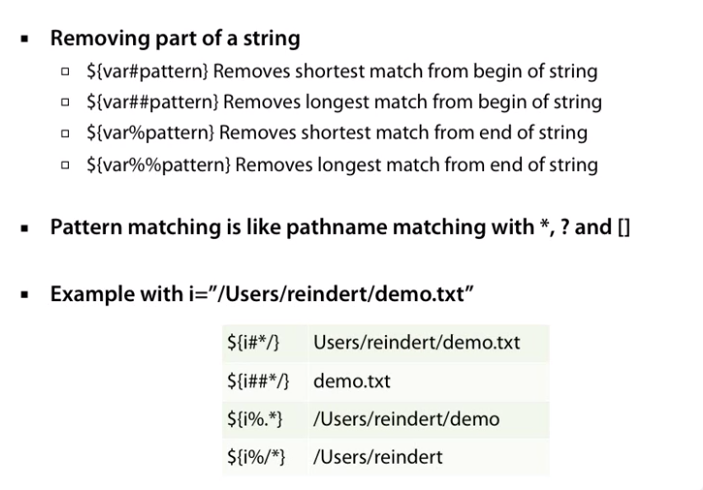 Removing part of a string
${var#pattern} Removes shortest match from begin of string
${var##pattern} Removes longest match from begin of string
${var%pattern} Removes shortest match from end of string
${var%%pattern} Removes longest match from end of string
Pattern matching is like pathname matching with *, ? and []
Example with i=”/Users/reindert/demo.txt”
${i#*/} Users/reindert/demo.txt
${i##*/} demo.txt
${i%.*} /Users/reindert/demo
${i%/*} /Users/reindert